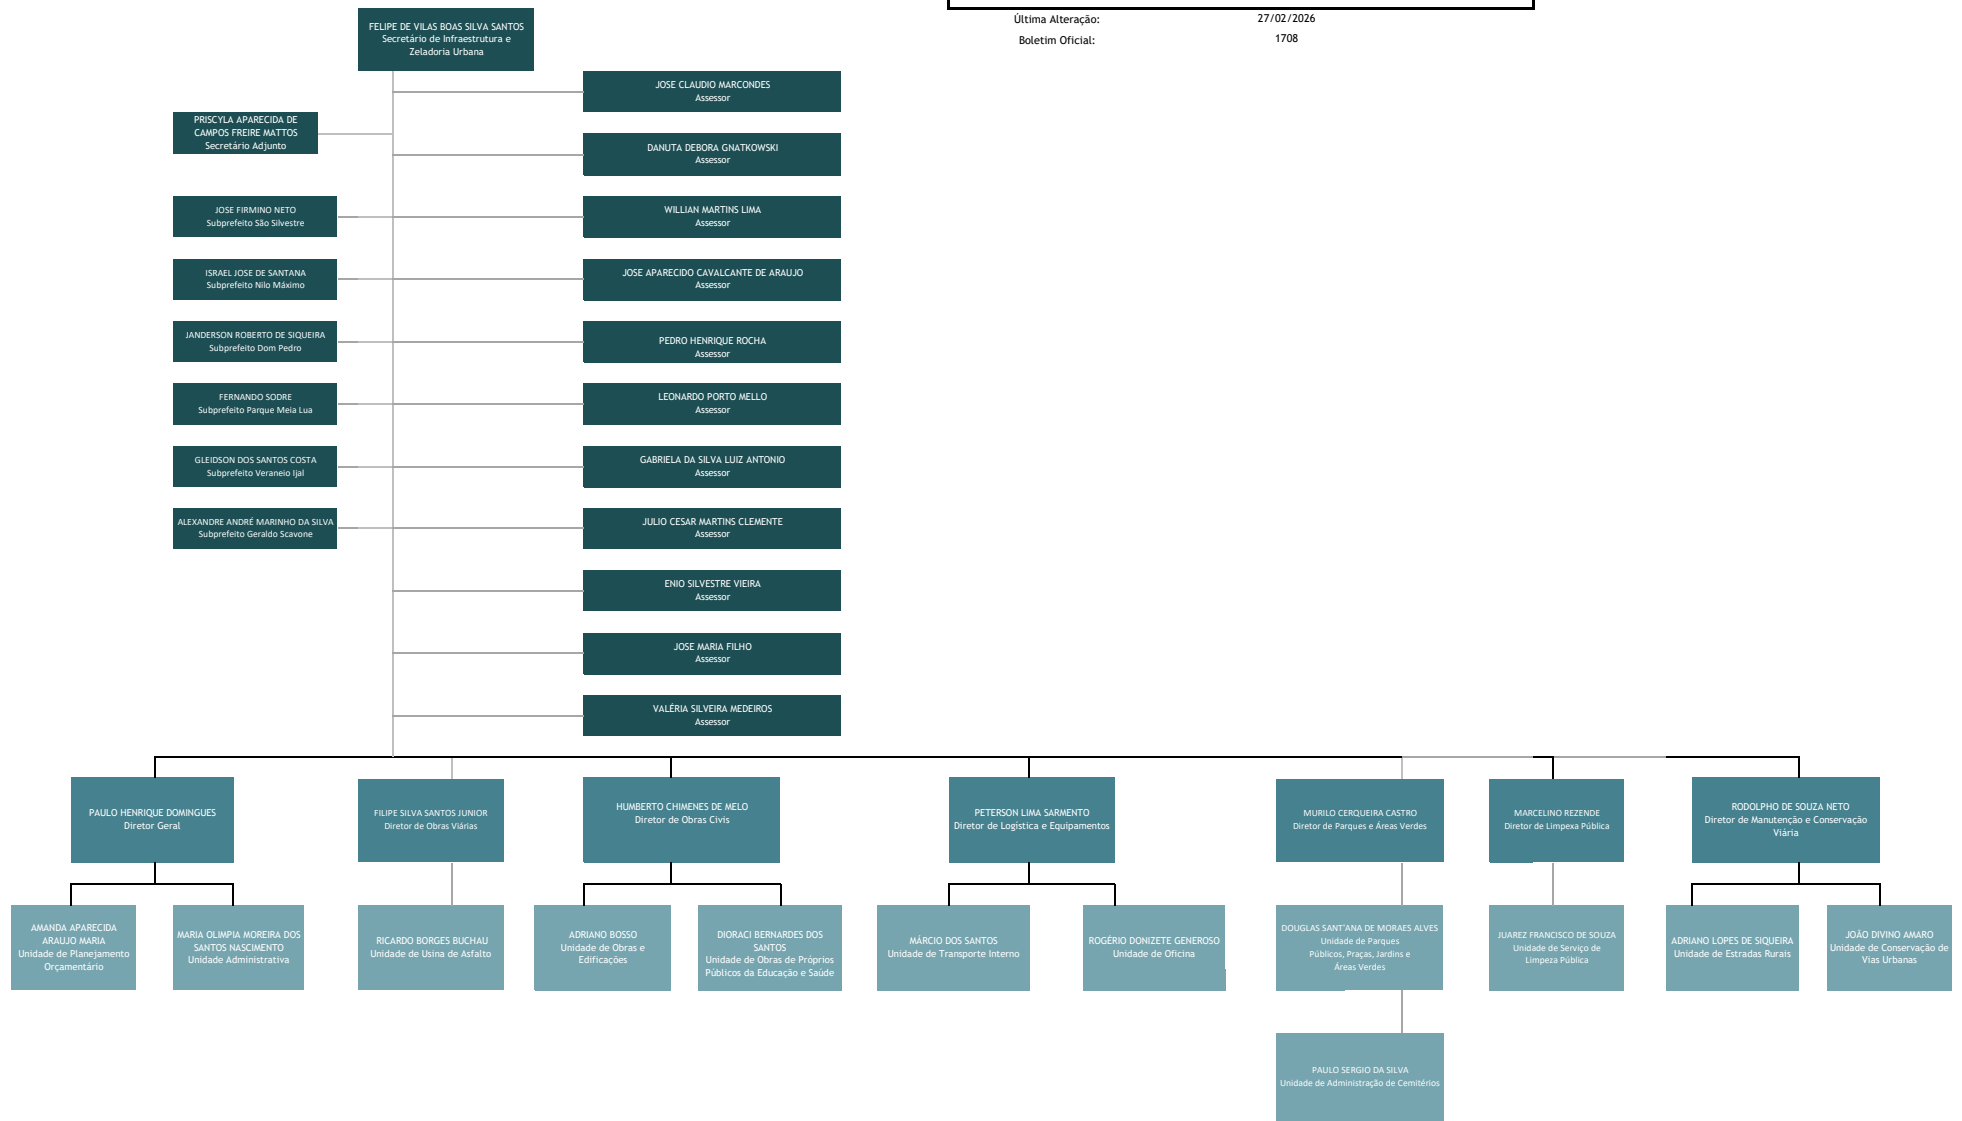 FELIPE DE VILAS BOAS SILVA SANTOS
Secretário de Infraestrutura e
Zeladoria Urbana
Última Alteração: 27/02/2026
Boletim Oficial: 1708
JOSE CLAUDIO MARCONDES
Assessor
PRISCYLA APARECIDA DE
CAMPOS FREIRE MATTOS
Secretário Adjunto
DANUTA DEBORA GNATKOWSKI
Assessor
JOSE FIRMINO NETO
Subprefeito São Silvestre
WILLIAN MARTINS LIMA
Assessor
ISRAEL JOSE DE SANTANA
Subprefeito Nilo Máximo
JOSE APARECIDO CAVALCANTE DE ARAUJO
Assessor
JANDERSON ROBERTO DE SIQUEIRA
Subprefeito Dom Pedro
PEDRO HENRIQUE ROCHA
Assessor
FERNANDO SODRE
Subprefeito Parque Meia Lua
LEONARDO PORTO MELLO
Assessor
GLEIDSON DOS SANTOS COSTA
Subprefeito Veraneio Ijal
GABRIELA DA SILVA LUIZ ANTONIO
Assessor
ALEXANDRE ANDRÉ MARINHO DA SILVA
Subprefeito Geraldo Scavone
JULIO CESAR MARTINS CLEMENTE
Assessor
ENIO SILVESTRE VIEIRA
Assessor
JOSE MARIA FILHO
Assessor
VALÉRIA SILVEIRA MEDEIROS
Assessor
PAULO HENRIQUE DOMINGUES
Diretor Geral
FILIPE SILVA SANTOS JUNIOR
Diretor de Obras Viárias
HUMBERTO CHIMENES DE MELO
Diretor de Obras Civis
PETERSON LIMA SARMENTO
Diretor de Logística e Equipamentos
MURILO CERQUEIRA CASTRO
Diretor de Parques e Áreas Verdes
MARCELINO REZENDE
Diretor de Limpexa Pública
RODOLPHO DE SOUZA NETO
Diretor de Manutenção e Conservação
Viária
AMANDA APARECIDA
ARAUJO MARIA
Unidade de Planejamento
Orçamentário
MARIA OLIMPIA MOREIRA DOS
SANTOS NASCIMENTO
Unidade Administrativa
RICARDO BORGES BUCHAU
Unidade de Usina de Asfalto
ADRIANO BOSSO
Unidade de Obras e
Edificações
DIORACI BERNARDES DOS
SANTOS
Unidade de Obras de Próprios
Públicos da Educação e Saúde
MÁRCIO DOS SANTOS
Unidade de Transporte Interno
ROGÉRIO DONIZETE GENEROSO
Unidade de Oficina
DOUGLAS SANT'ANA DE MORAES ALVES
Unidade de Parques
Públicos, Praças, Jardins e
Áreas Verdes
JUAREZ FRANCISCO DE SOUZA
Unidade de Serviço de
Limpeza Pública
ADRIANO LOPES DE SIQUEIRA
Unidade de Estradas Rurais
JOÃO DIVINO AMARO
Unidade de Conservação de
Vias Urbanas
PAULO SERGIO DA SILVA
Unidade de Administração de Cemitérios